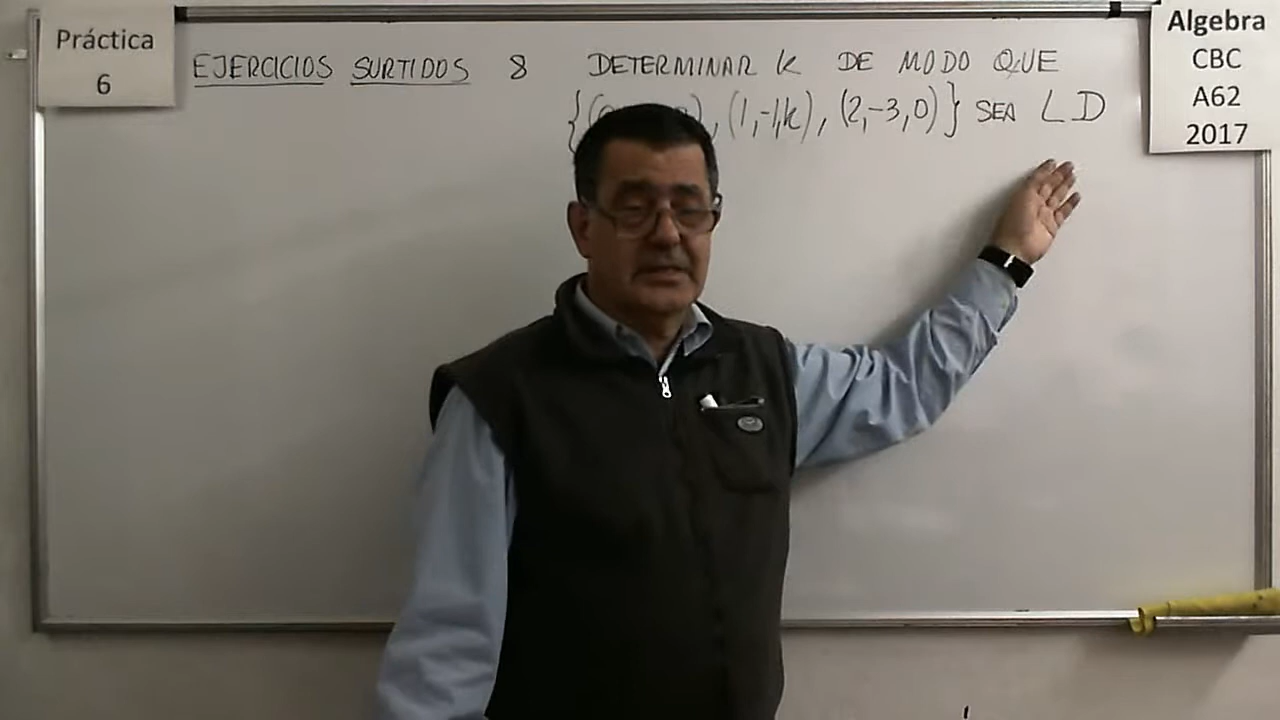 Práctica
6
EJERCICIOS SURTIDOS 8 DETERMINAR k DE MODO QUE
), (1,-1,k), (2,-3,0)} SEA LD
Algebra
CBC
A62
2017